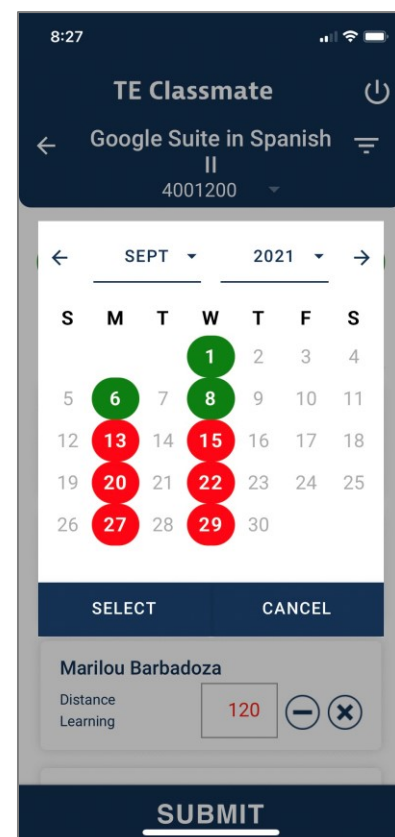 8:27
TE Classmate
Google Suite in Spanish
II
4001200
SEPT 2021
S M T W T F S
1 2 3 4
5 6 7 8 9 10 11
12 13 14 15 16 17 18
19 20 21 22 23 24 25
26 27 28 29 30
SELECT CANCEL
Marilou Barbadoza
Distance
Learning
120
SUBMIT